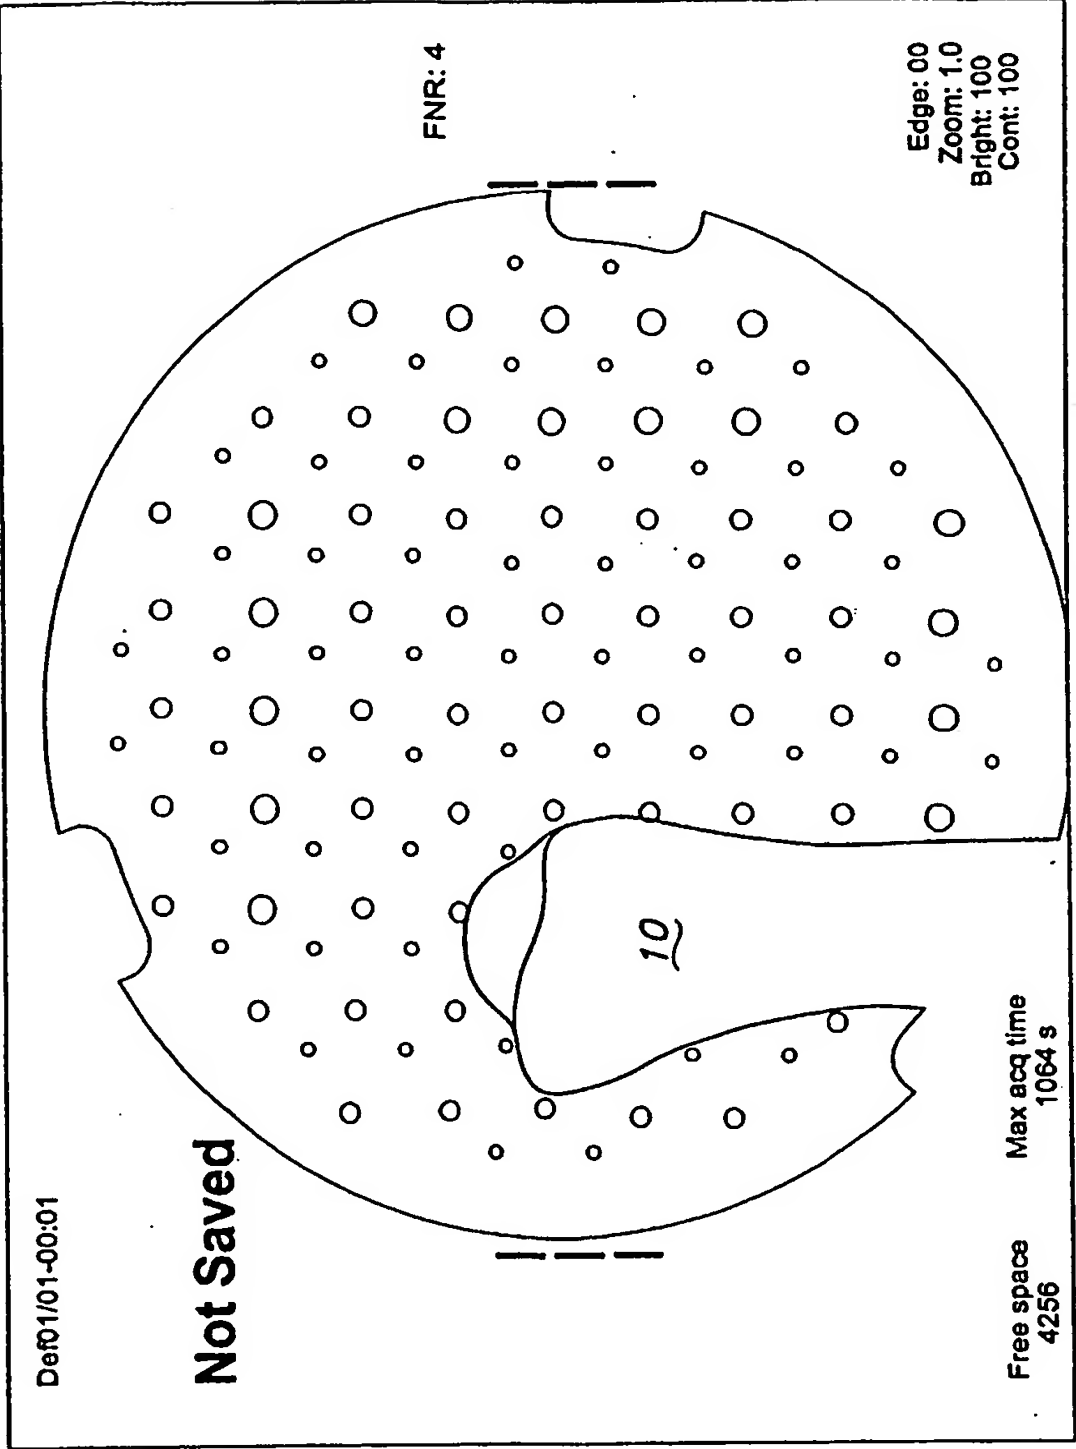 Def01/01-00:01
FNR: 4
Not Saved
10
Free space
4256
Max acq time
1064 s
Edge: 00
Zoom: 1.0
Bright: 100
Cont: 100